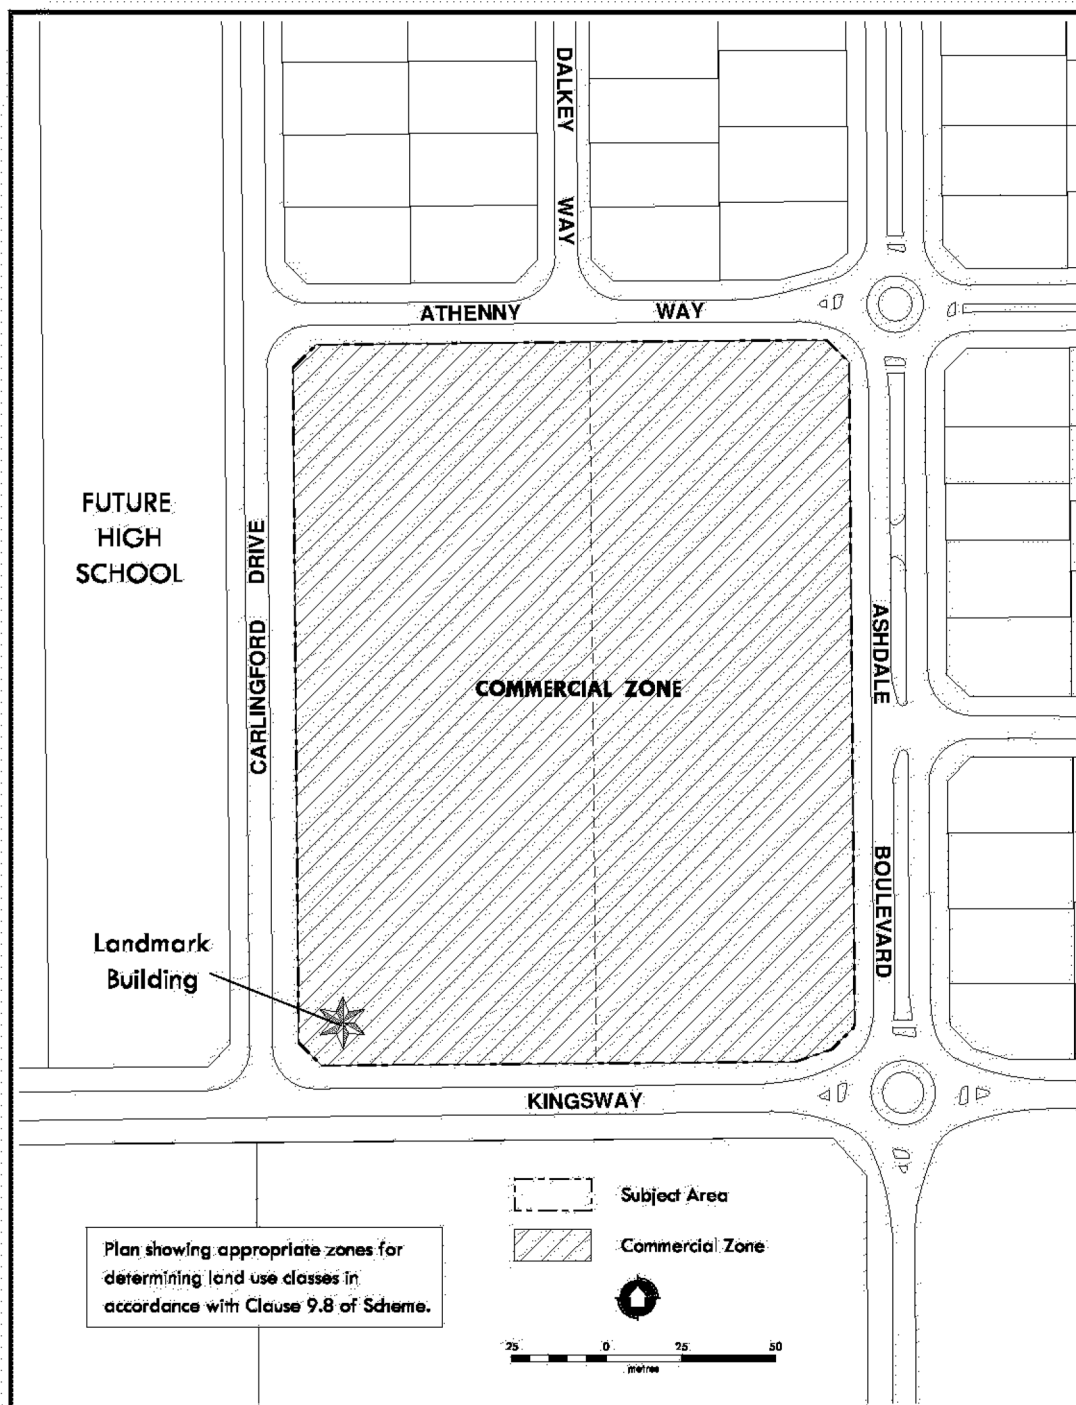 DALKEY WAY
ATHENNY WAY
FUTURE
HIGH
SCHOOL
CARLINGFORD DRIVE
COMMERCIAL ZONE
ASHDALE
BOULEVARD
Landmark
Building
KINGSWAY
Subject Area
Commercial Zone
Plan showing appropriate zones for
determining land use classes in
accordance with Clause 9.8 of Scheme.
25 0 25 50
metres